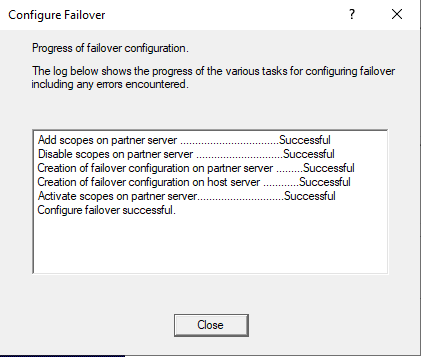 Configure Failover
?
Progress of failover configuration.
The log below shows the progress of the various tasks for configuring failover
including any errors encountered.
Add scopes on partner server .................................Successful
Disable scopes on partner server .............................Successful
Creation of failover configuration on partner server .........Successful
Creation of failover configuration on host server ............Successful
Activate scopes on partner server.............................Successful
Configure failover successful.
Close